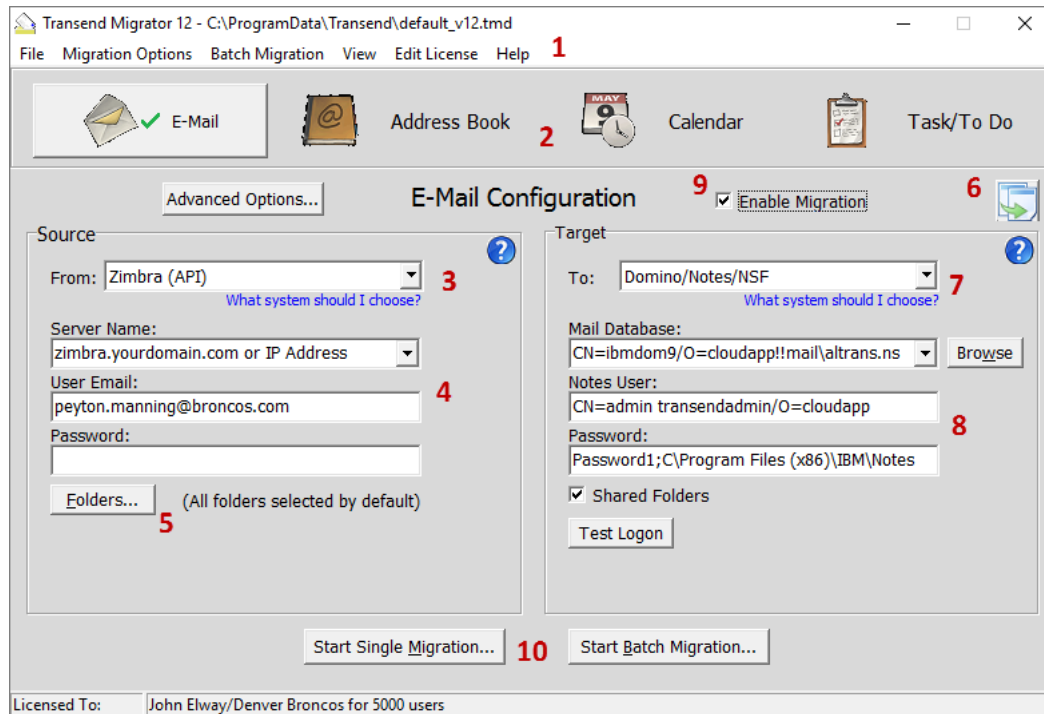 Transend Migrator 12 - C:\ProgramData\Transend\default_v12.tmd
File Migration Options Batch Migration View Edit License Help 1
E-Mail Address Book 2 MAY 9 Calendar Task/To Do
Advanced Options... E-Mail Configuration 9 Enable Migration 6
Source Target
From: Zimbra (API) 3 To: Domino/Notes/NSF 7
What system should I choose? What system should I choose?
Server Name: Mail Database:
zimbra.yourdomain.com or IP Address CN=ibmdom9/O=cloudapp!!mail\altrans.ns Browse
User Email: 4 Notes User:
peyton.manning@broncos.com CN=admin transendadmin/O=cloudapp
Password: Password: 8
Password1;C\Program Files (x86)\IBM\Notes
Folders... (All folders selected by default) Shared Folders
5
Test Logon
Start Single Migration... 10 Start Batch Migration...
Licensed To: John Elway/Denver Broncos for 5000 users